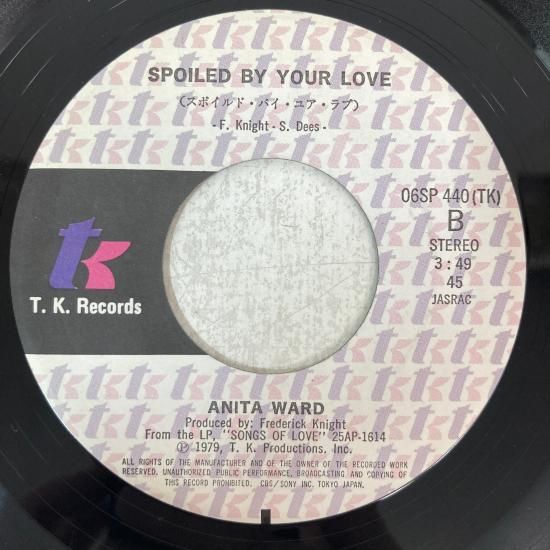 SPOILED BY YOUR LOVE
(スポイルド・バイ・ユア・ラブ)
- F. Knight - S. Dees -
06SP 440 (TK)
B
STEREO
3:49
45
JASRAC
tk
T. K. Records
ANITA WARD
Produced by: Frederick Knight
From the LP, "SONGS OF LOVE" 25AP-1614
Ⓟ 1979, T. K. Productions, Inc.
ALL RIGHTS OF THE MANUFACTURER AND OF THE OWNER OF THE RECORDED WORK
RESERVED. UNAUTHORIZED PUBLIC PERFORMANCE, BROADCASTING AND COPYING OF
THIS RECORD PROHIBITED. CBS/SONY INC. TOKYO JAPAN.